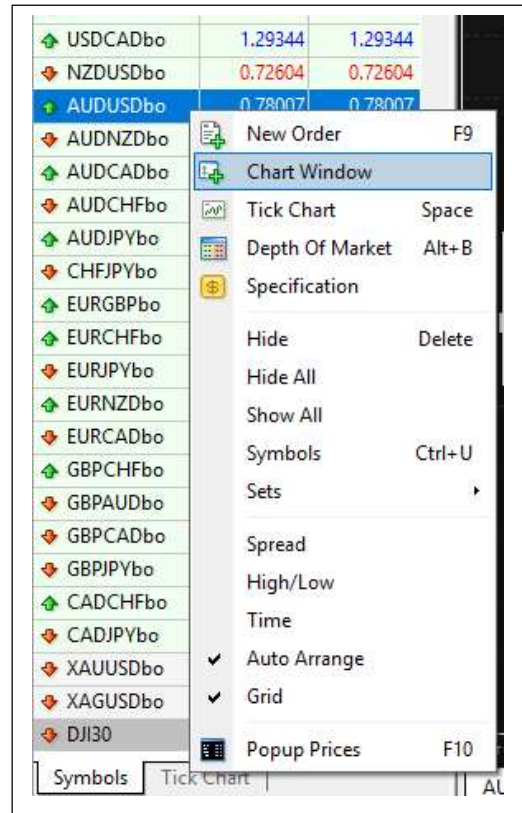 USDCADbo 1.29344 1.29344
NZDUSDbo 0.72604 0.72604
AUDUSDbo 0.78007 0.78007
AUDNZDbo
AUDCADbo
AUDCHFbo
AUDJPYbo
CHFJPYbo
EURGBPbo
EURCHFbo
EURJPYbo
EURNZDbo
EURCADbo
GBPCHFbo
GBPAUDbo
GBPCADbo
GBPJPYbo
CADCHFbo
CADJPYbo
XAUUSDbo
XAGUSDbo
DJI30
New Order F9
Chart Window
Tick Chart Space
Depth Of Market Alt+B
Specification
Hide Delete
Hide All
Show All
Symbols Ctrl+U
Sets
Spread
High/Low
Time
Auto Arrange
Grid
Popup Prices F10
Symbols Tick Chart